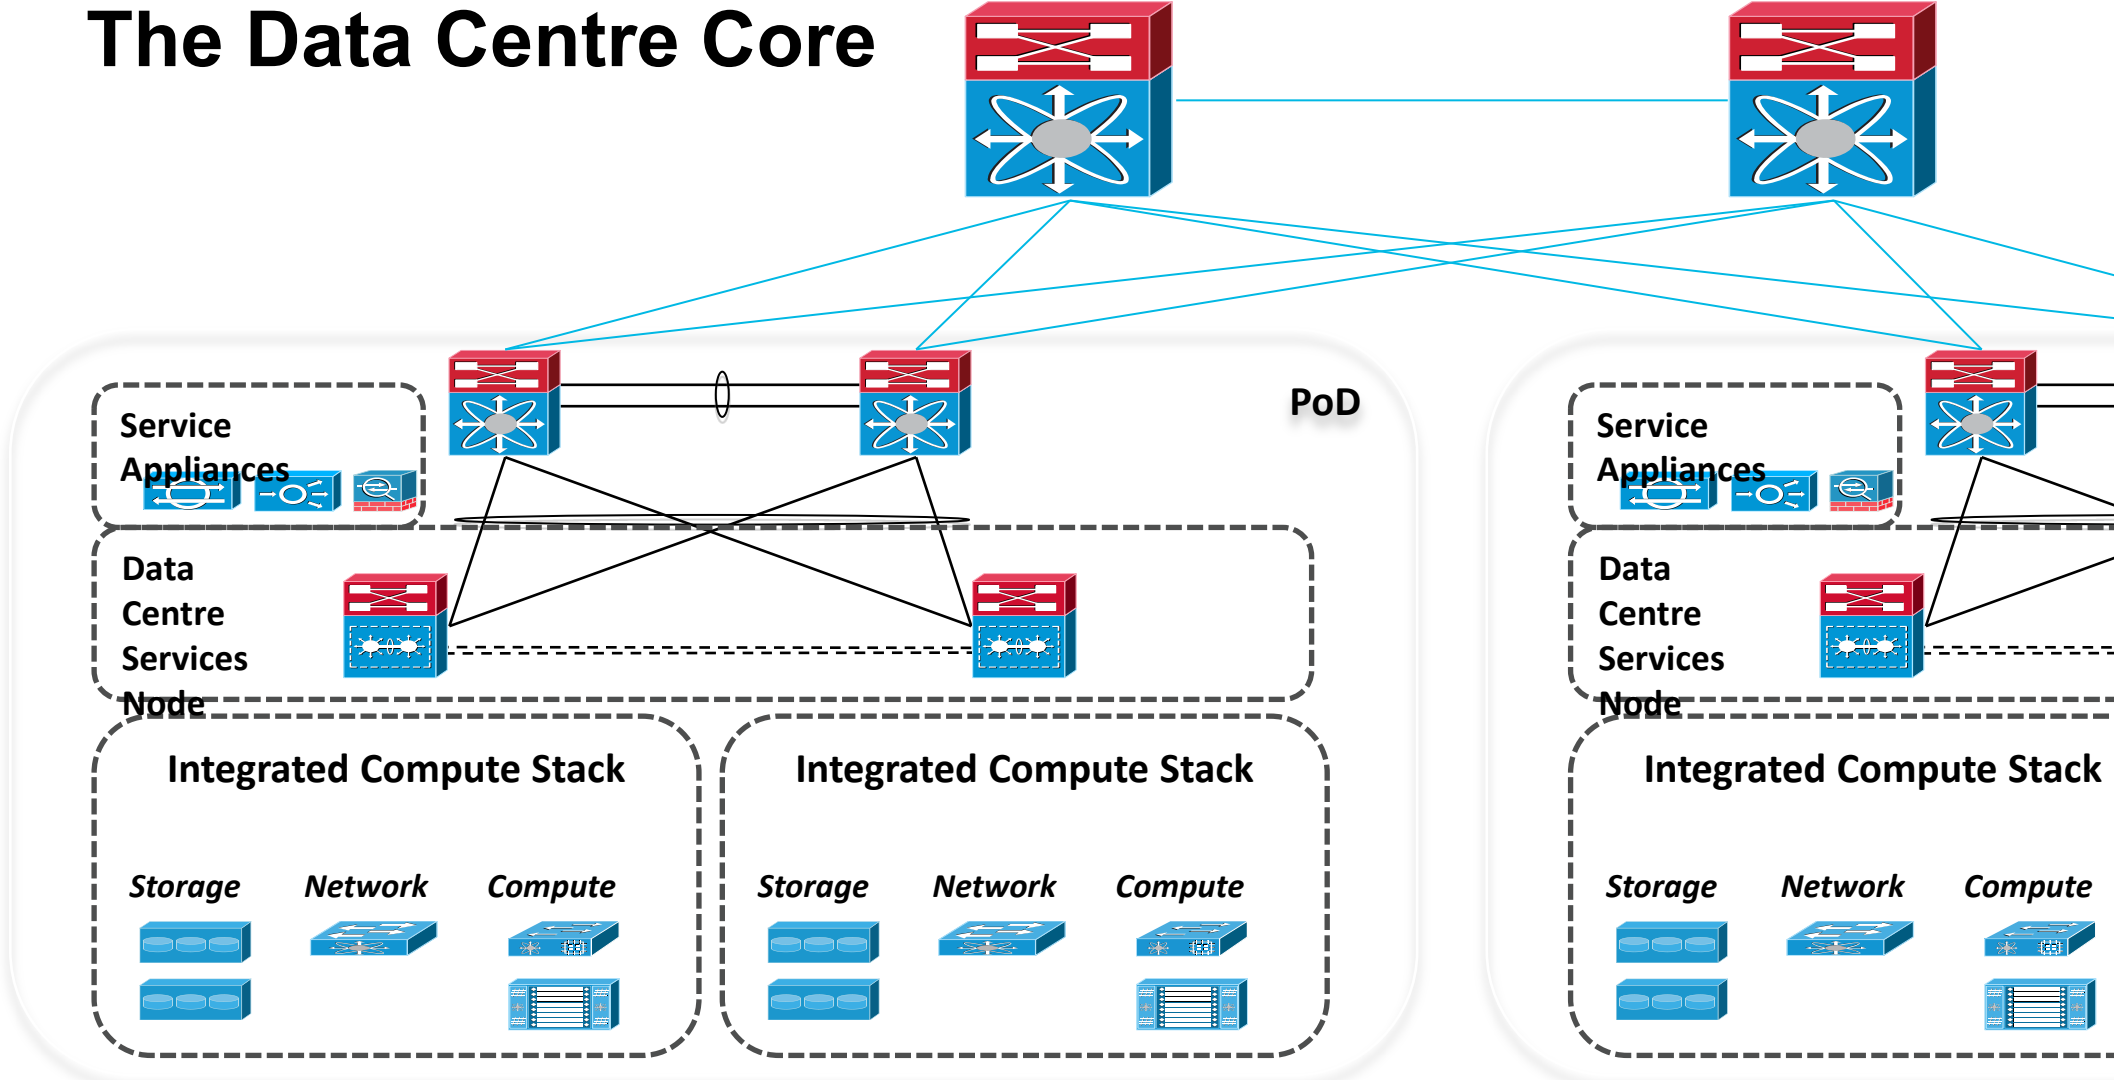 The Data Centre Core
PoD
Service
Appliances
Data
Centre
Services
Node
Integrated Compute Stack
Storage Network Compute
Integrated Compute Stack
Storage Network Compute
Service
Appliances
Data
Centre
Services
Node
Integrated Compute Stack
Storage Network Compute